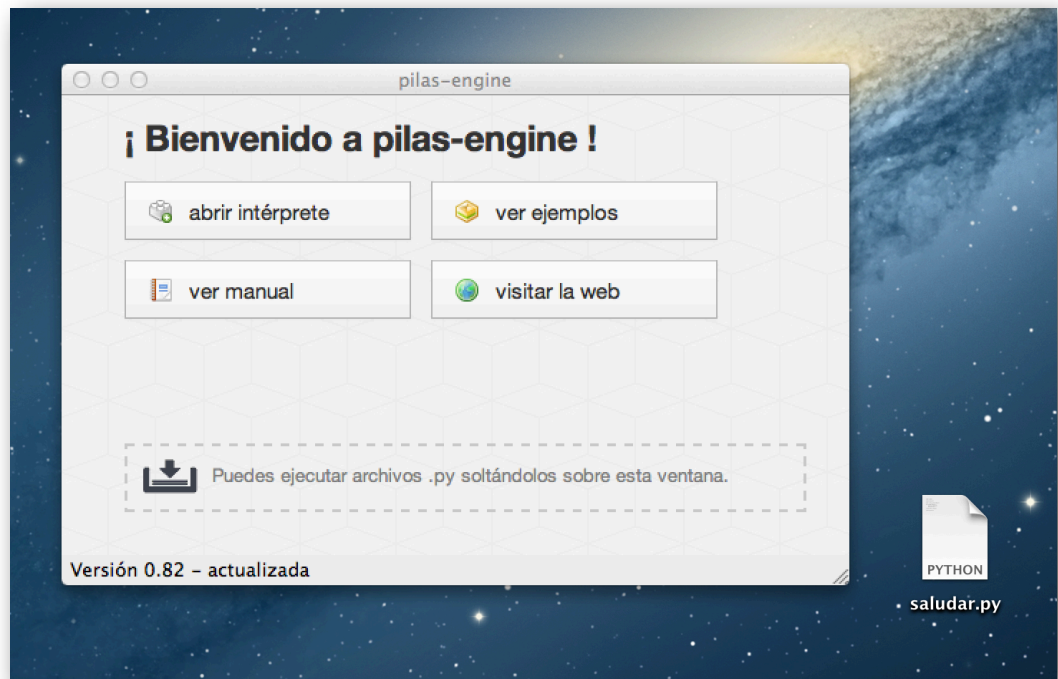 pilas-engine
¡ Bienvenido a pilas-engine !
abrir intérprete
ver ejemplos
ver manual
visitar la web
Puedes ejecutar archivos .py soltándolos sobre esta ventana.
Versión 0.82 – actualizada
PYTHON
saludar.py